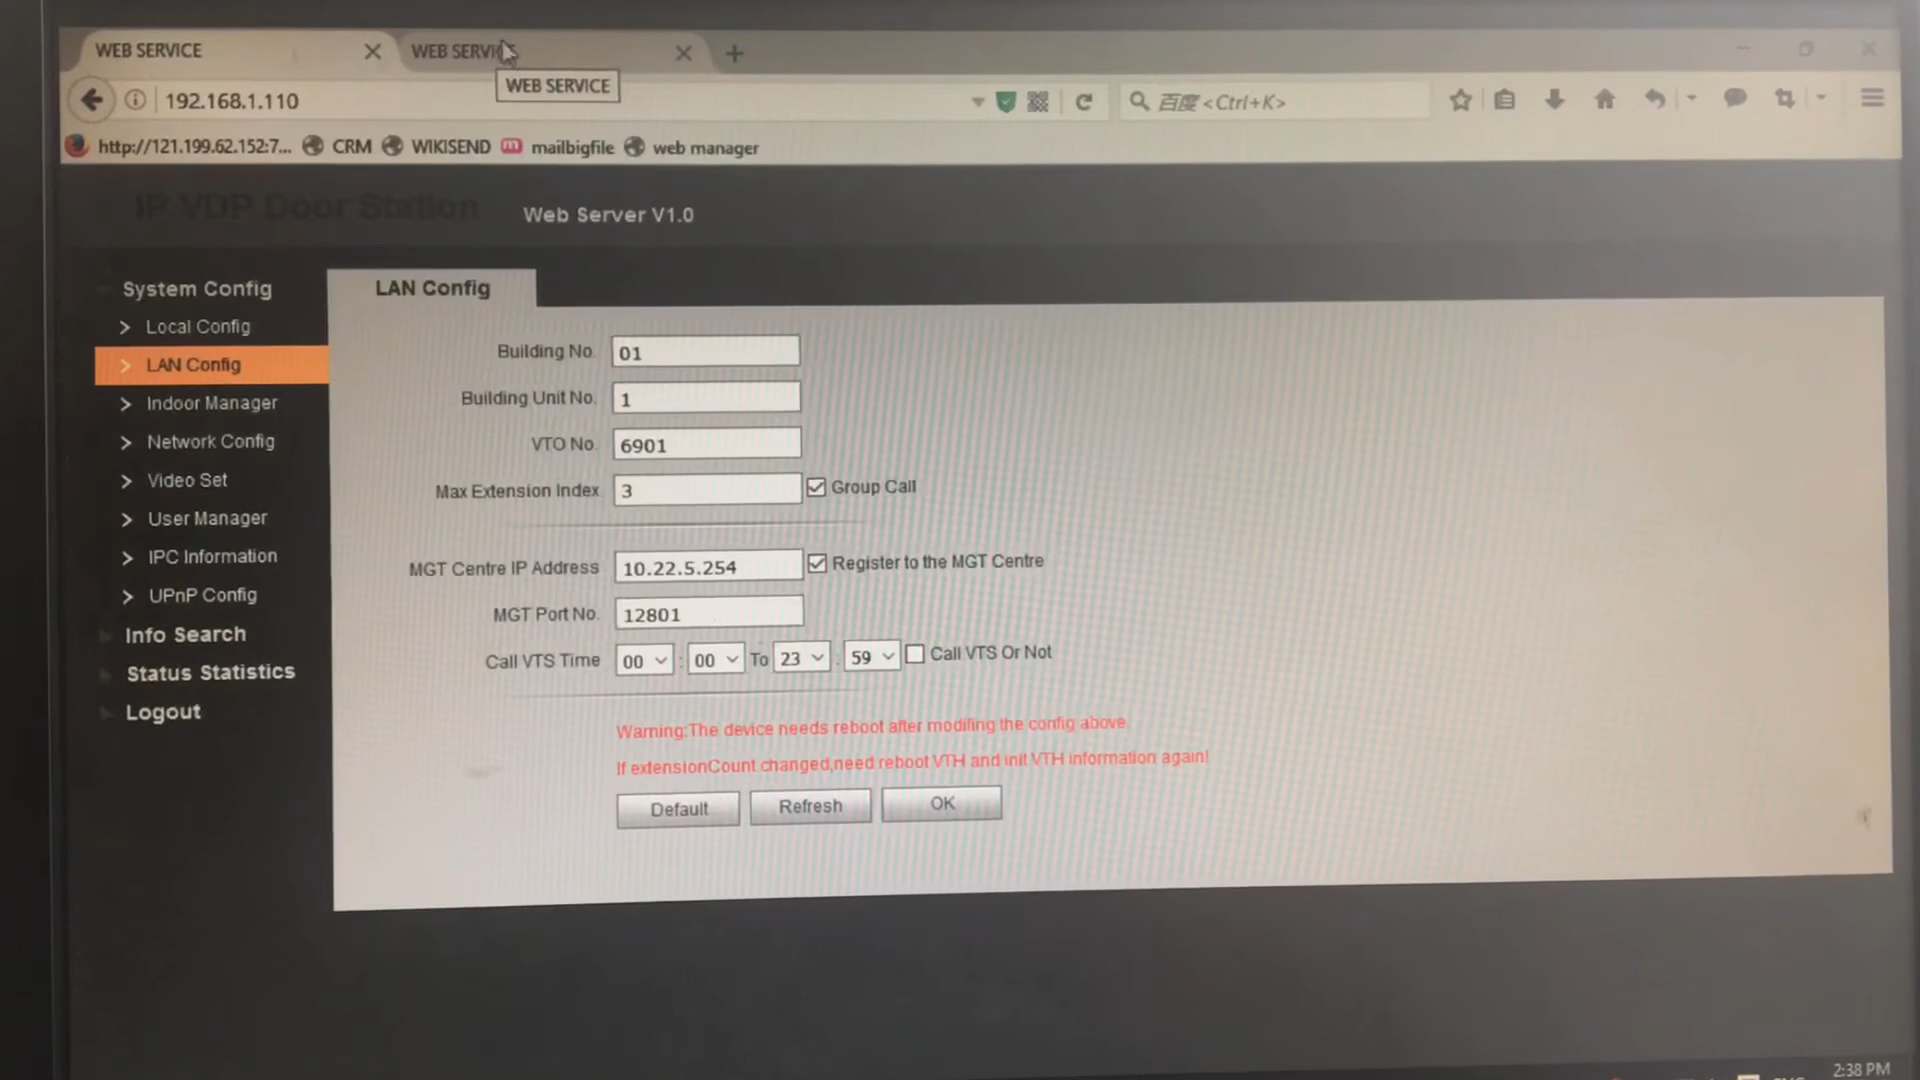 WEB SERVICE
WEB SERVI
WEB SERVICE
192.168.1.110
百度 <Ctrl+K>
http://121.199.62.152:7... CRM WIKISEND mailbigfile web manager
IP VDP Door Station
Web Server V1.0
System Config
Local Config
LAN Config
Indoor Manager
Network Config
Video Set
User Manager
IPC Information
UPnP Config
Info Search
Status Statistics
Logout
LAN Config
Building No. 01
Building Unit No. 1
VTO No. 6901
Max Extension Index 3 Group Call
MGT Centre IP Address 10.22.5.254 Register to the MGT Centre
MGT Port No. 12801
Call VTS Time 00 : 00 To 23 : 59 Call VTS Or Not
Warning:The device needs reboot after modifing the config above.
If extensionCount changed,need reboot VTH and init VTH information again!
Default Refresh OK
2:38 PM